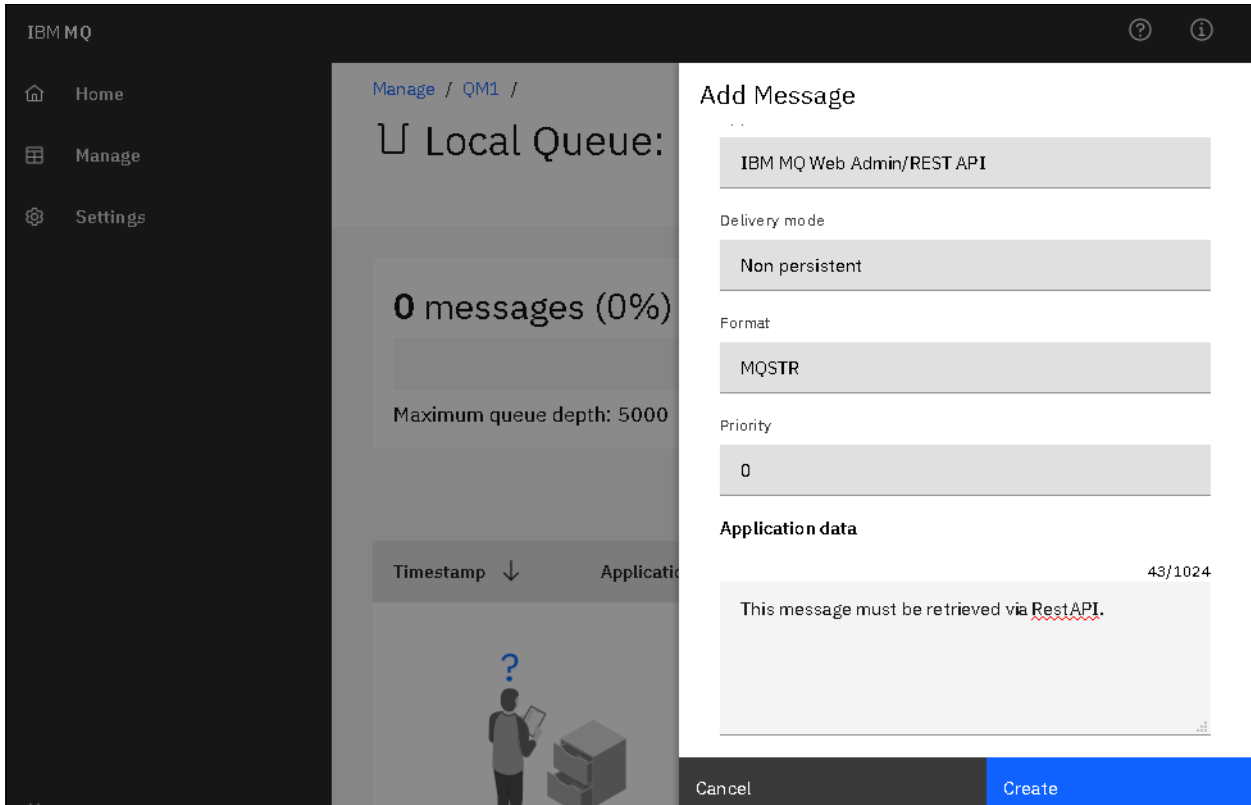 IBM MQ
Home
Manage
Settings
Manage / QM1 /
Local Queue:
0 messages (0%)
Maximum queue depth: 5000
Timestamp
?
Add Message
IBM MQ Web Admin/REST API
Delivery mode
Non persistent
Format
MQSTR
Priority
0
Application data
43/1024
This message must be retrieved via RestAPI.
Cancel
Create